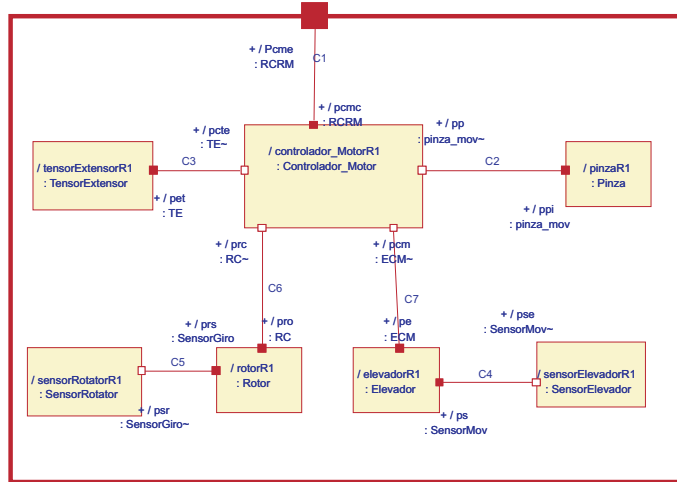 + / Pcme
: RCRM
C1
+ / pcmc
: RCRM
+ / pcte
: TE~
+ / pp
: pinza_mov~
/ controlador_MotorR1
: Controlador_Motor
/ tensorExtensorR1
: TensorExtensor
C3
C2
/ pinzaR1
: Pinza
+ / pet
: TE
+ / ppi
: pinza_mov
+ / prc
: RC~
+ / pcm
: ECM~
C6
C7
+ / prs
: SensorGiro
+ / pro
: RC
+ / pe
: ECM
+ / pse
: SensorMov~
C5
C4
/ sensorRotatorR1
: SensorRotator
/ rotorR1
: Rotor
/ elevadorR1
: Elevador
/ sensorElevadorR1
: SensorElevador
+ / psr
: SensorGiro~
+ / ps
: SensorMov